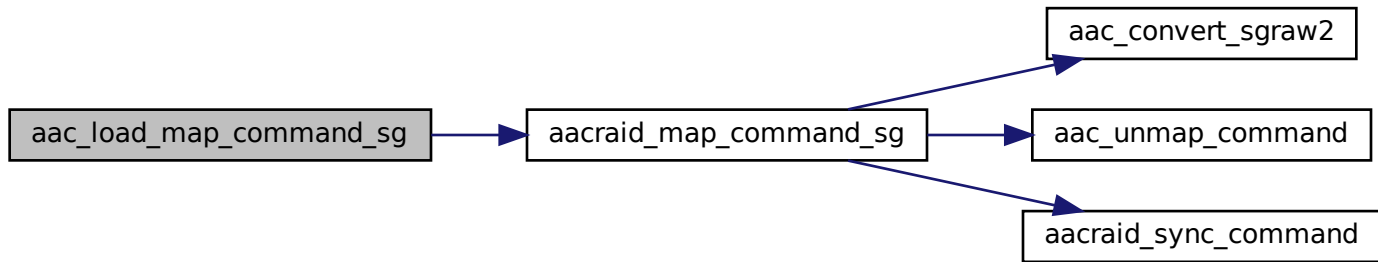 aac_load_map_command_sg
aacraid_map_command_sg
aac_convert_sgraw2
aac_unmap_command
aacraid_sync_command